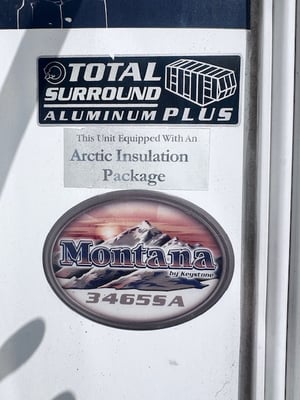 TOTAL
SURROUND
ALUMINUM PLUS
This Unit Equipped With An
Arctic Insulation
Package
Montana
by Keystone
3465SA